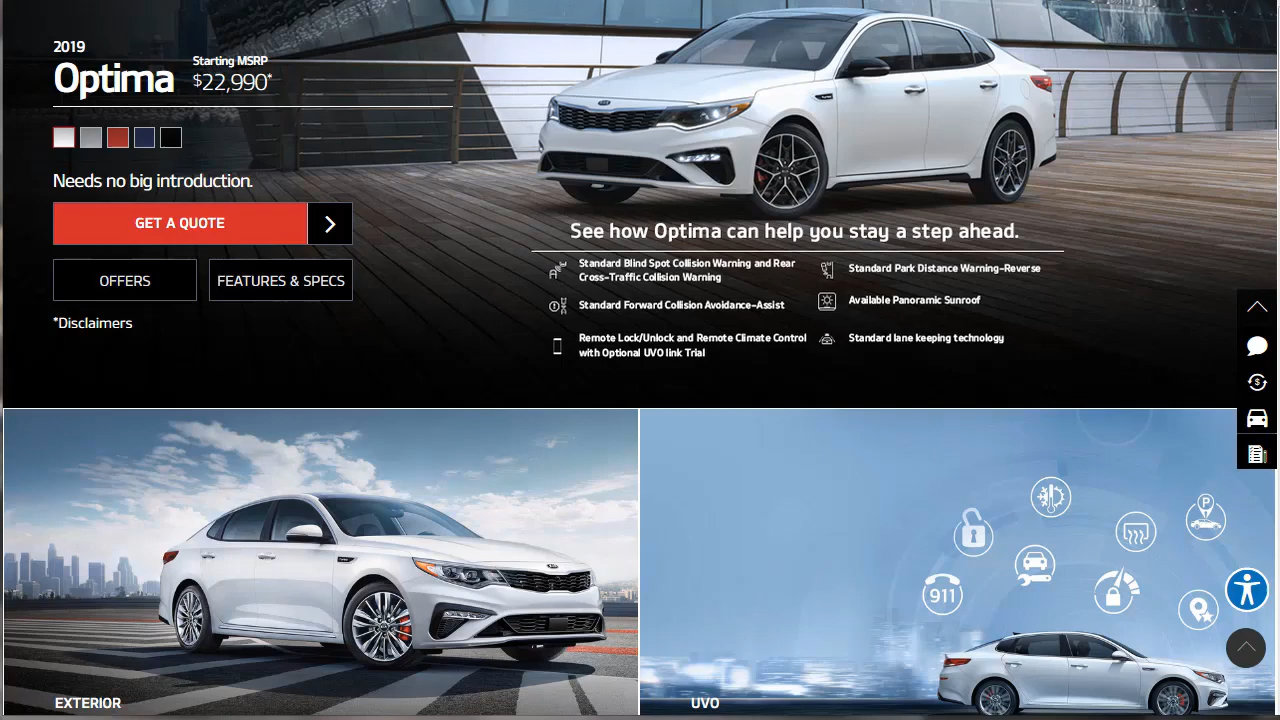 2019
Optima
Starting MSRP
$22,990*
Needs no big introduction.
GET A QUOTE
OFFERS
FEATURES & SPECS
*Disclaimers
See how Optima can help you stay a step ahead.
Standard Blind Spot Collision Warning and Rear
Cross-Traffic Collision Warning
Standard Park Distance Warning-Reverse
Standard Forward Collision Avoidance-Assist
Available Panoramic Sunroof
Remote Lock/Unlock and Remote Climate Control
with Optional UVO link Trial
Standard lane keeping technology
P
911
EXTERIOR
UVO